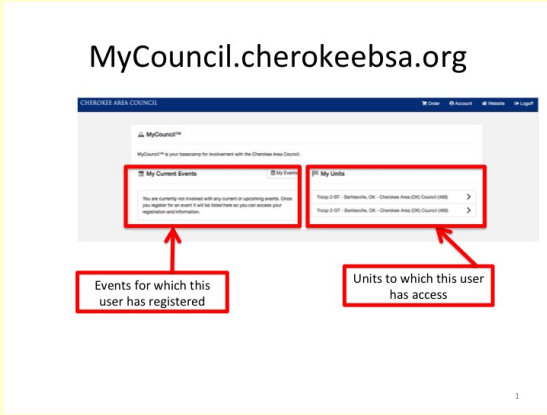 MyCouncil.cherokeebsa.org
CHEROKEE AREA COUNCIL
Order Account Website Logoff
MyCouncil™
MyCouncil™ is your basecamp for involvement with the Cherokee Area Council.
My Current Events
My Events
My Units
You are currently not involved with any current or upcoming events. Once
you register for an event it will be listed here so you can access your
registration and information.
Troop 2-BT - Bartlesville, OK - Cherokee Area (OK) Council (469)
Troop 2-GT - Bartlesville, OK - Cherokee Area (OK) Council (469)
Events for which this
user has registered
Units to which this user
has access
1